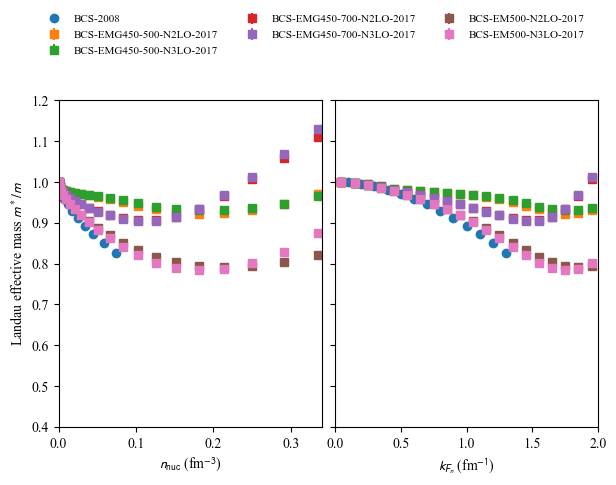 BCS-2008
BCS-EMG450-500-N2LO-2017
BCS-EMG450-500-N3LO-2017
BCS-EMG450-700-N2LO-2017
BCS-EMG450-700-N3LO-2017
BCS-EM500-N2LO-2017
BCS-EM500-N3LO-2017
Landau effective mass m*/m
1.2
1.1
1.0
0.9
0.8
0.7
0.6
0.5
0.4
0.0 0.1 0.2 0.3
n_nuc (fm⁻³)
0.0 0.5 1.0 1.5 2.0
k_{F_n} (fm⁻¹)